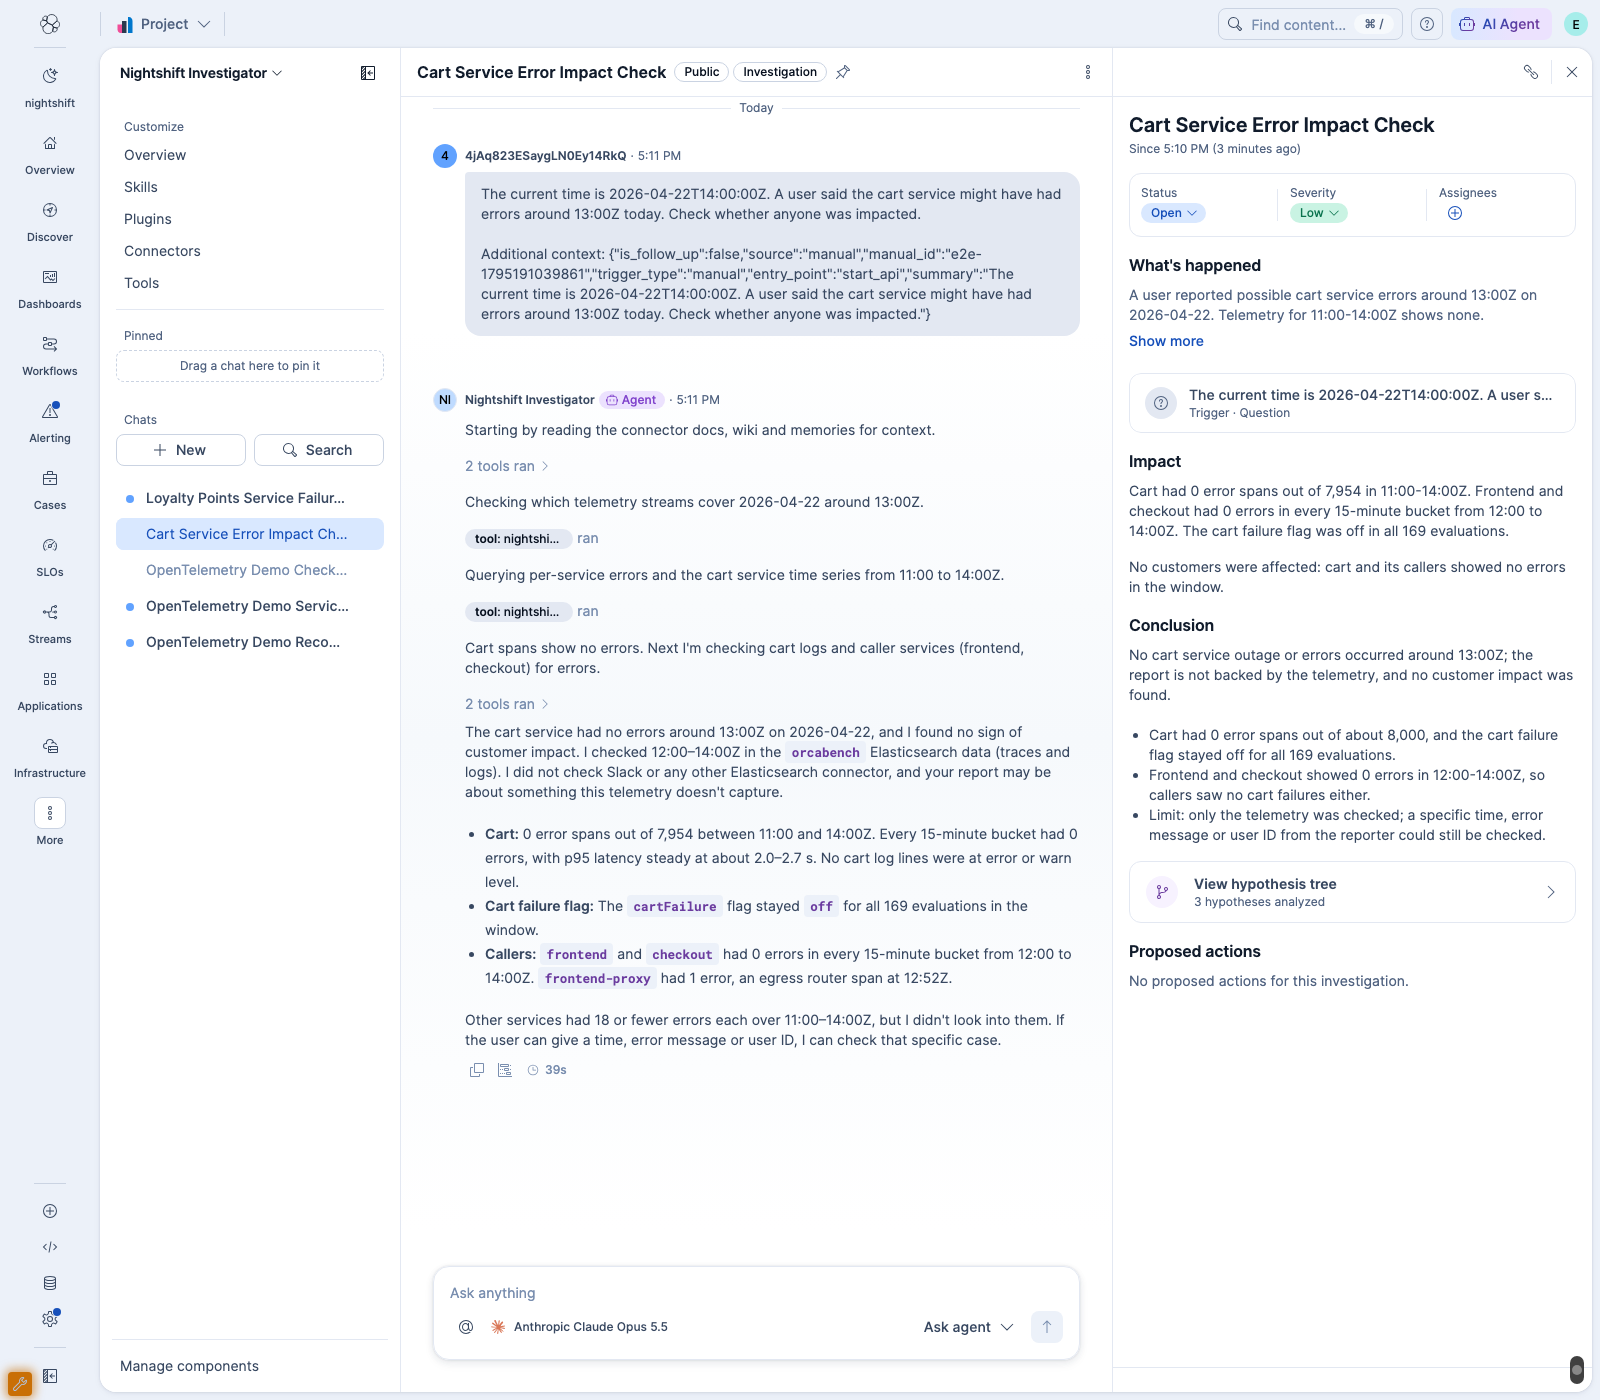 Project
Find content...
⌘ /
AI Agent
E
nightshift
Overview
Discover
Dashboards
Workflows
Alerting
Cases
SLOs
Streams
Applications
Infrastructure
More
Nightshift Investigator
Customize
Overview
Skills
Plugins
Connectors
Tools
Pinned
Drag a chat here to pin it
Chats
New
Search
Loyalty Points Service Failur...
Cart Service Error Impact Ch...
OpenTelemetry Demo Check...
OpenTelemetry Demo Servic...
OpenTelemetry Demo Reco...
Manage components
Cart Service Error Impact Check
Public
Investigation
Today
4
4jAq823ESaygLN0Ey14RkQ · 5:11 PM
The current time is 2026-04-22T14:00:00Z. A user said the cart service might have had
errors around 13:00Z today. Check whether anyone was impacted.
Additional context: {"is_follow_up":false,"source":"manual","manual_id":"e2e-
1795191039861","trigger_type":"manual","entry_point":"start_api","summary":"The
current time is 2026-04-22T14:00:00Z. A user said the cart service might have had
errors around 13:00Z today. Check whether anyone was impacted."}
NI
Nightshift Investigator Agent · 5:11 PM
Starting by reading the connector docs, wiki and memories for context.
2 tools ran
Checking which telemetry streams cover 2026-04-22 around 13:00Z.
tool: nightshi... ran
Querying per-service errors and the cart service time series from 11:00 to 14:00Z.
tool: nightshi... ran
Cart spans show no errors. Next I'm checking cart logs and caller services (frontend,
checkout) for errors.
2 tools ran
The cart service had no errors around 13:00Z on 2026-04-22, and I found no sign of
customer impact. I checked 12:00–14:00Z in the orcabench Elasticsearch data (traces and
logs). I did not check Slack or any other Elasticsearch connector, and your report may be
about something this telemetry doesn't capture.
• Cart: 0 error spans out of 7,954 between 11:00 and 14:00Z. Every 15-minute bucket had 0
errors, with p95 latency steady at about 2.0–2.7 s. No cart log lines were at error or warn
level.
• Cart failure flag: The cartFailure flag stayed off for all 169 evaluations in the
window.
• Callers: frontend and checkout had 0 errors in every 15-minute bucket from 12:00 to
14:00Z. frontend-proxy had 1 error, an egress router span at 12:52Z.
Other services had 18 or fewer errors each over 11:00–14:00Z, but I didn't look into them. If
the user can give a time, error message or user ID, I can check that specific case.
39s
Ask anything
@
Anthropic Claude Opus 5.5
Ask agent
Cart Service Error Impact Check
Since 5:10 PM (3 minutes ago)
Status
Severity
Assignees
Open
Low
What's happened
A user reported possible cart service errors around 13:00Z on
2026-04-22. Telemetry for 11:00-14:00Z shows none.
Show more
The current time is 2026-04-22T14:00:00Z. A user s...
Trigger · Question
Impact
Cart had 0 error spans out of 7,954 in 11:00-14:00Z. Frontend and
checkout had 0 errors in every 15-minute bucket from 12:00 to
14:00Z. The cart failure flag was off in all 169 evaluations.
No customers were affected: cart and its callers showed no errors
in the window.
Conclusion
No cart service outage or errors occurred around 13:00Z; the
report is not backed by the telemetry, and no customer impact was
found.
• Cart had 0 error spans out of about 8,000, and the cart failure
flag stayed off for all 169 evaluations.
• Frontend and checkout showed 0 errors in 12:00-14:00Z, so
callers saw no cart failures either.
• Limit: only the telemetry was checked; a specific time, error
message or user ID from the reporter could still be checked.
View hypothesis tree
3 hypotheses analyzed
Proposed actions
No proposed actions for this investigation.